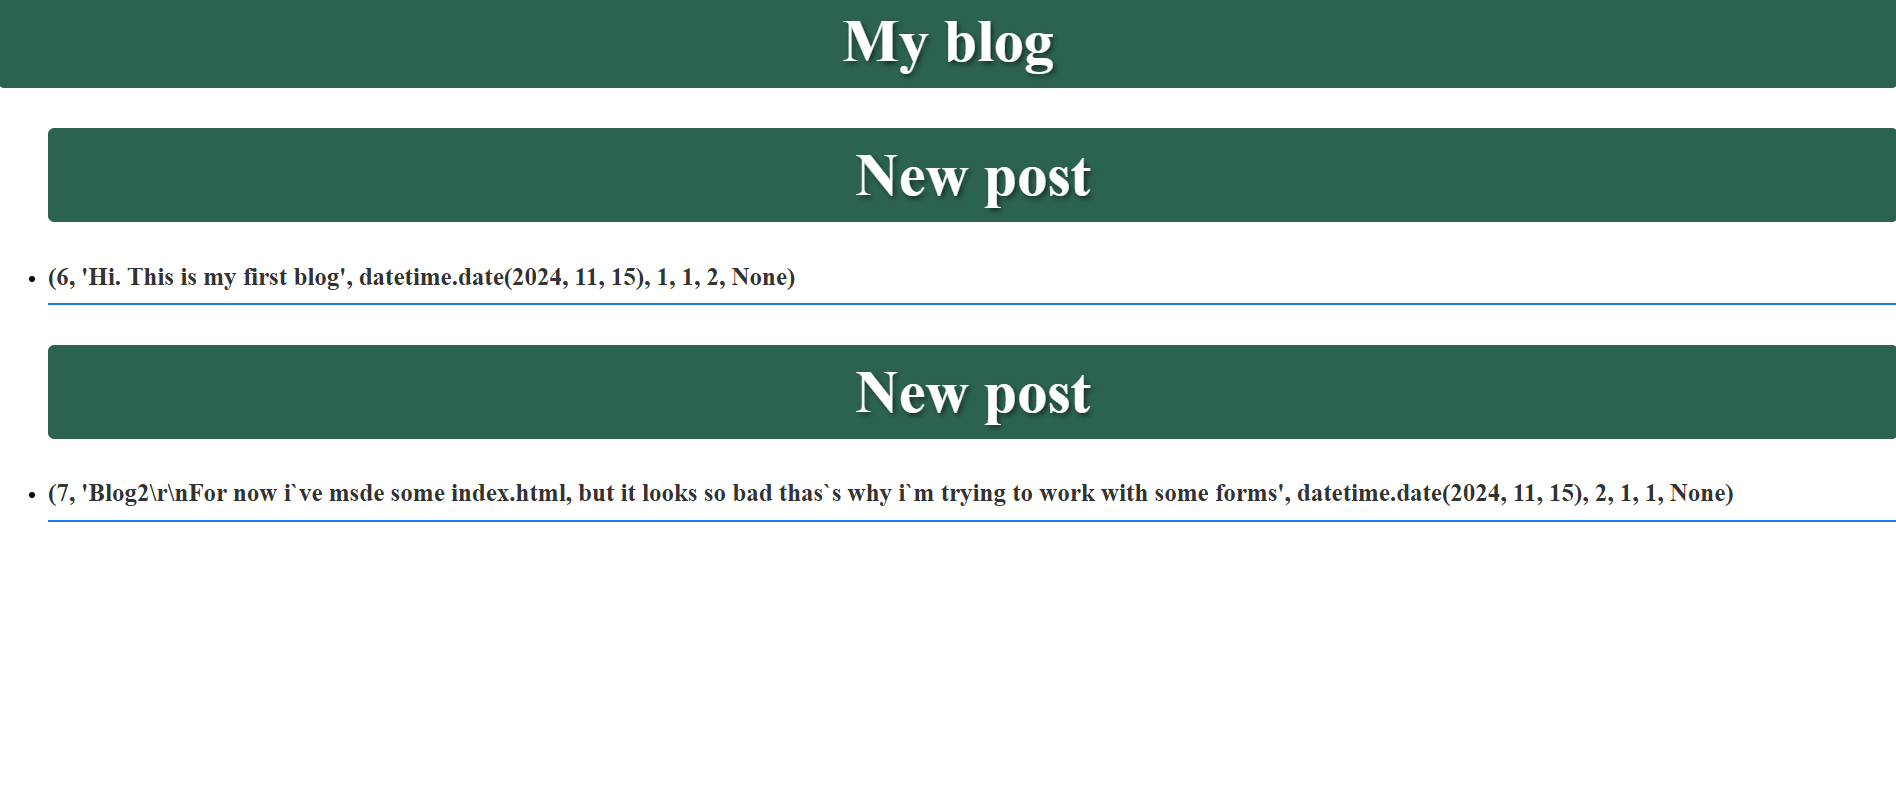 My blog
New post
(6, 'Hi. This is my first blog', datetime.date(2024, 11, 15), 1, 1, 2, None)
New post
(7, 'Blog2\r\nFor now i`ve msde some index.html, but it looks so bad thas`s why i`m trying to work with some forms', datetime.date(2024, 11, 15), 2, 1, 1, None)